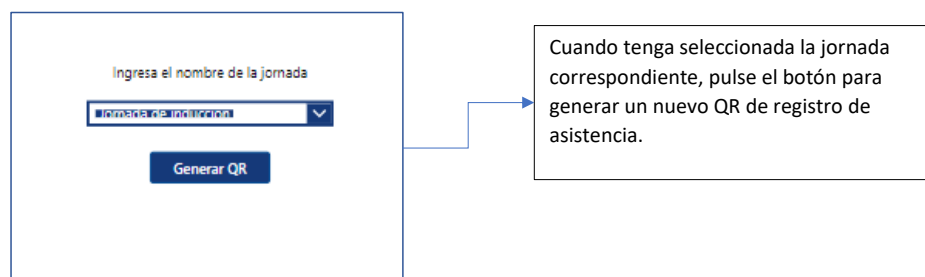 Ingresa el nombre de la jornada
Jornada de induccion
Generar QR
Cuando tenga seleccionada la jornada
correspondiente, pulse el botón para
generar un nuevo QR de registro de
asistencia.